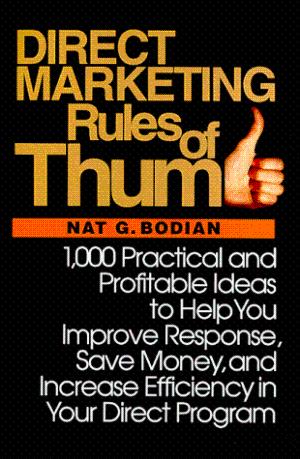 DIRECT
MARKETING
Rules of
Thum
NAT G. BODIAN
1,000 Practical and
Profitable Ideas
to Help You
Improve Response,
Save Money, and
Increase Efficiency in
Your Direct Program